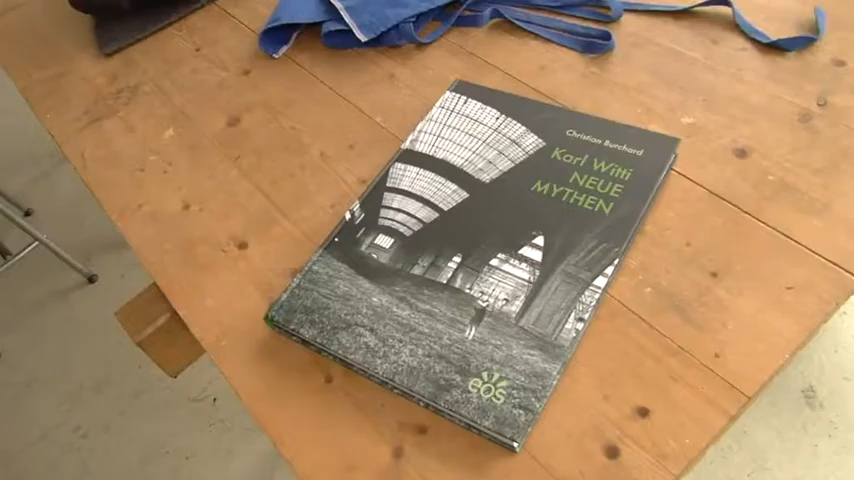 Christian Burchard
Karl Witti
NEUE
MYTHEN
eos